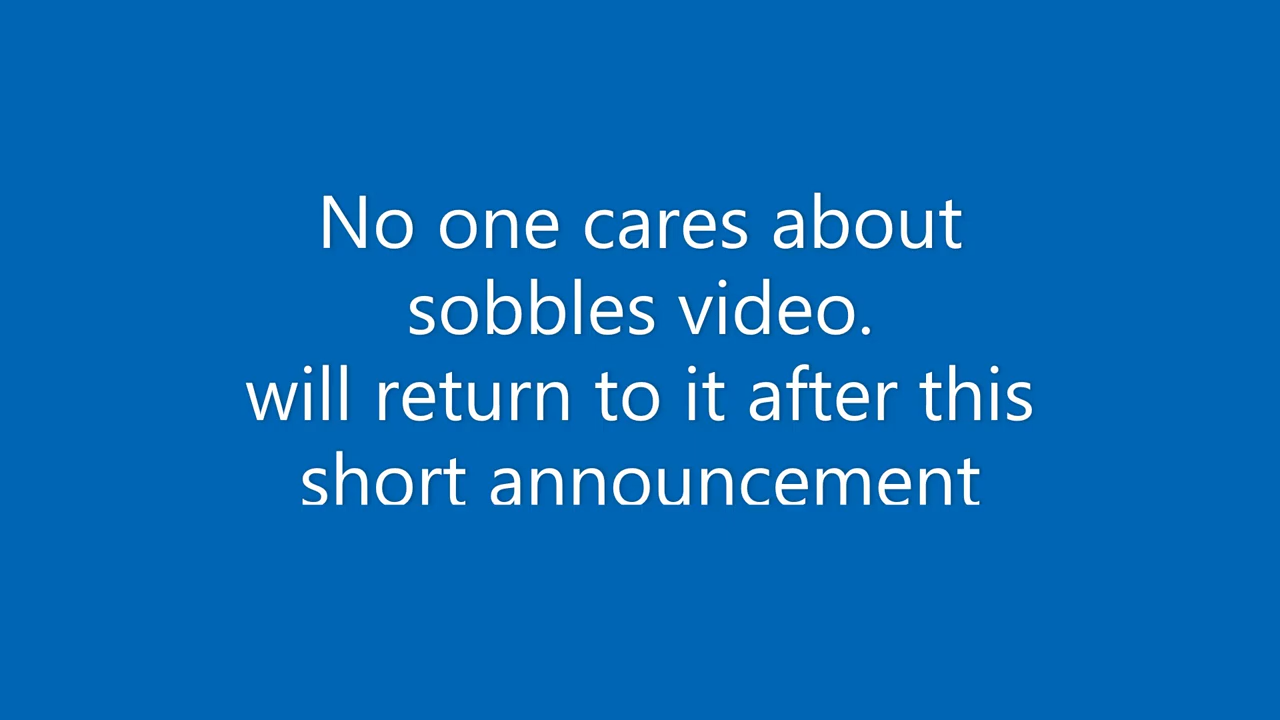 No one cares about
sobbles video.
will return to it after this
short announcement